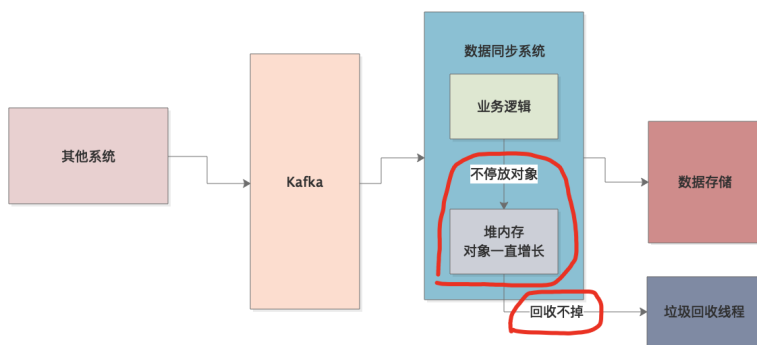 数据同步系统
业务逻辑
其他系统
Kafka
不停放对象
堆内存
对象一直增长
数据存储
回收不掉
垃圾回收线程